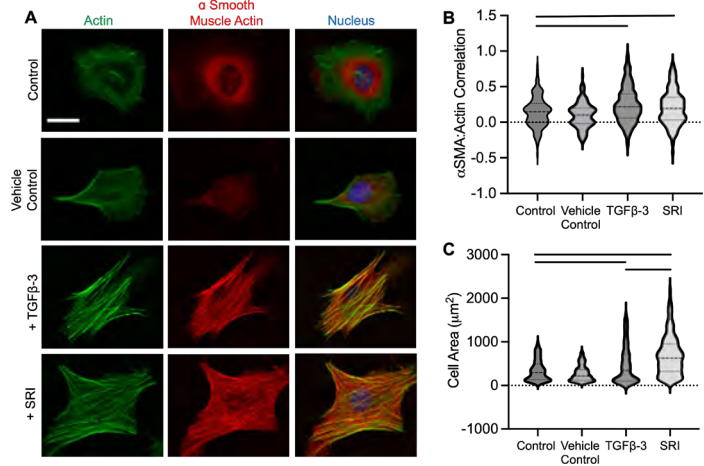 A
Actin
α Smooth
Muscle Actin
Nucleus
Control
Vehicle
Control
+ TGFβ-3
+ SRI
B
αSMA:Actin Correlation
1.5
1.0
0.5
0.0
-0.5
-1.0
Control
Vehicle
Control
TGFβ-3
SRI
C
Cell Area (μm²)
3000
2000
1000
0
-1000
Control
Vehicle
Control
TGFβ-3
SRI